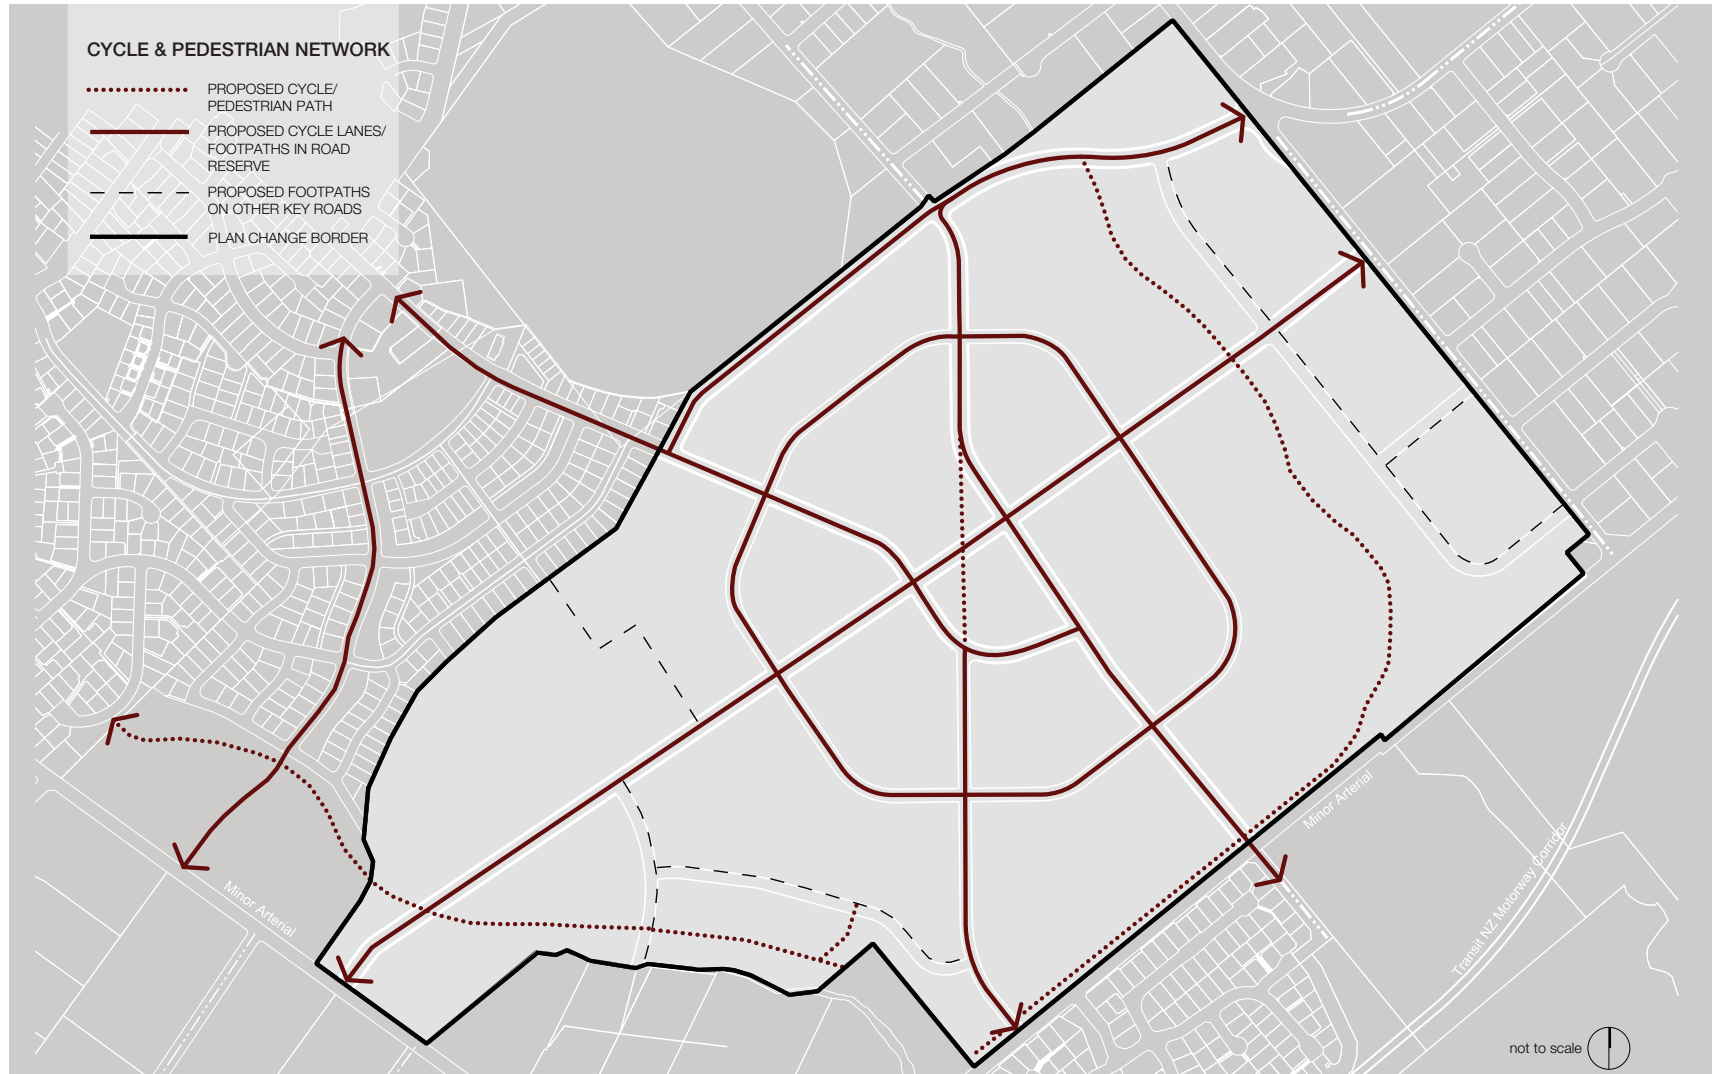 CYCLE & PEDESTRIAN NETWORK
PROPOSED CYCLE/
PEDESTRIAN PATH
PROPOSED CYCLE LANES/
FOOTPATHS IN ROAD
RESERVE
PROPOSED FOOTPATHS
ON OTHER KEY ROADS
PLAN CHANGE BORDER
Minor Arterial
Minor Arterial
Transit NZ Motorway Corridor
not to scale